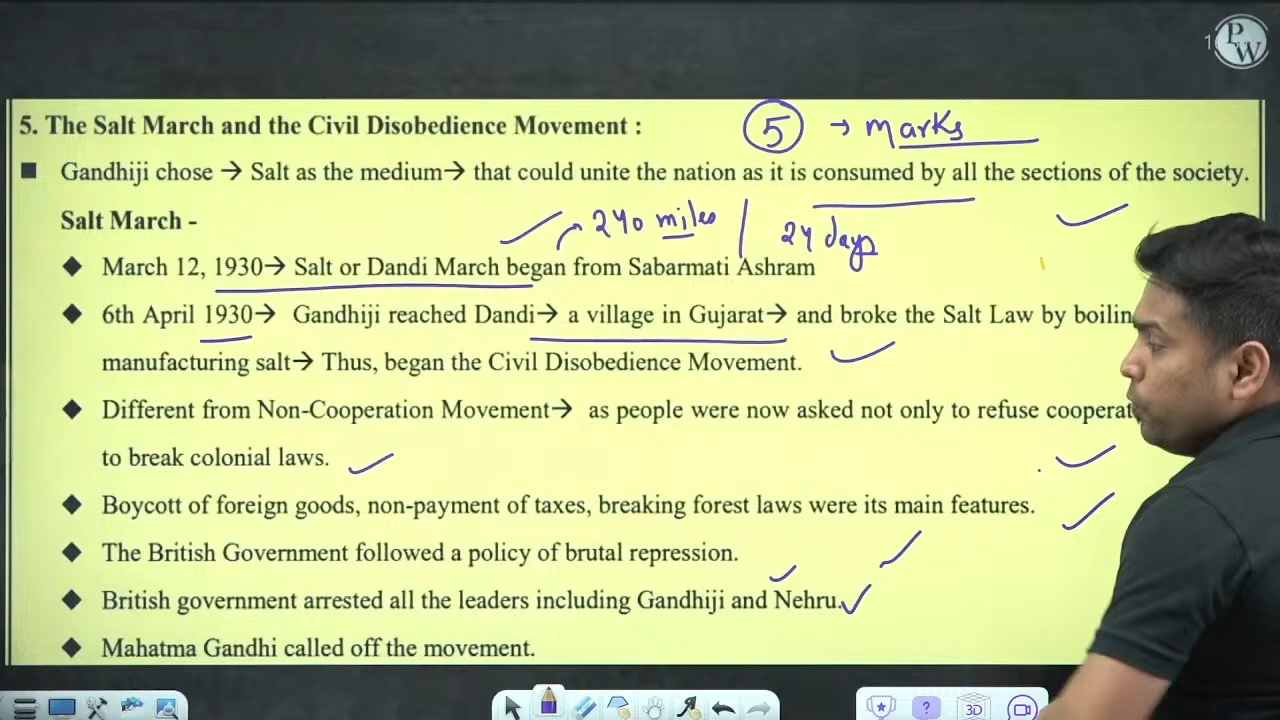 PW
1
5. The Salt March and the Civil Disobedience Movement :
5 → marks
■ Gandhiji chose → Salt as the medium→ that could unite the nation as it is consumed by all the sections of the society.
Salt March -
→ 240 miles | 24 days
◆ March 12, 1930→ Salt or Dandi March began from Sabarmati Ashram
◆ 6th April 1930→ Gandhiji reached Dandi→ a village in Gujarat→ and broke the Salt Law by boilin
manufacturing salt→ Thus, began the Civil Disobedience Movement.
◆ Different from Non-Cooperation Movement→ as people were now asked not only to refuse cooperat
to break colonial laws.
◆ Boycott of foreign goods, non-payment of taxes, breaking forest laws were its main features.
◆ The British Government followed a policy of brutal repression.
◆ British government arrested all the leaders including Gandhiji and Nehru.
◆ Mahatma Gandhi called off the movement.
? 3D